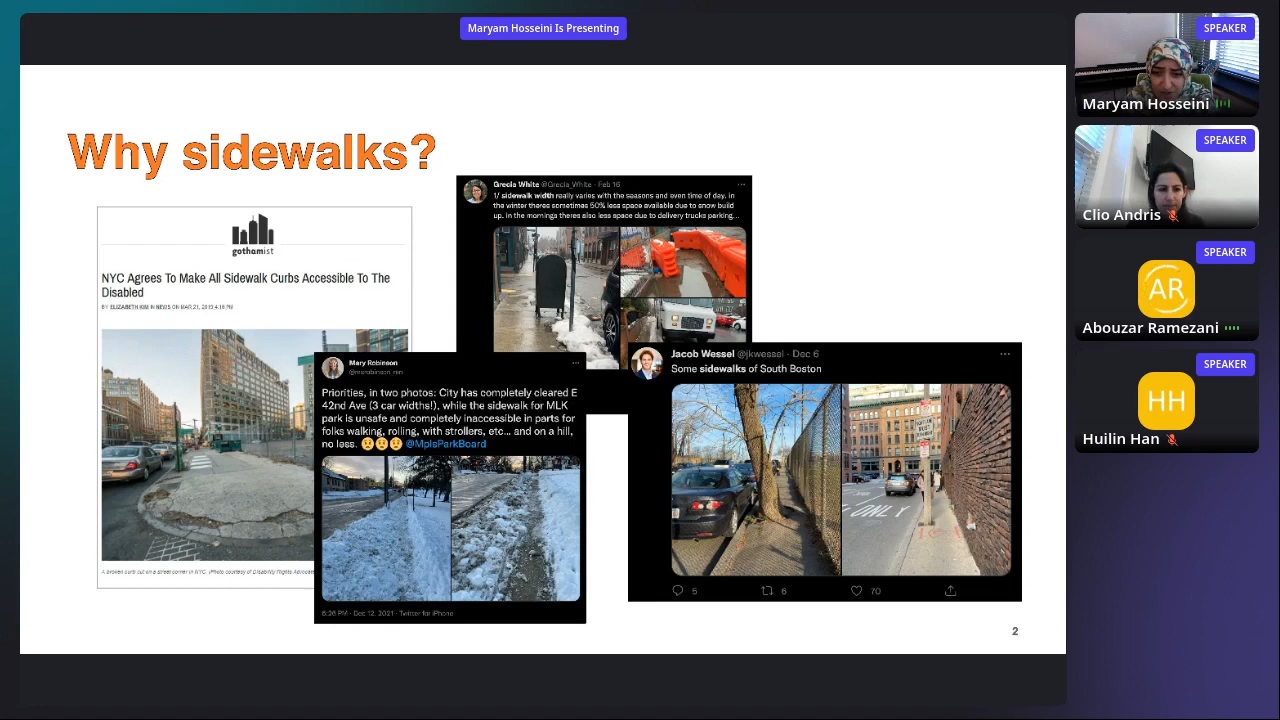 Maryam Hosseini Is Presenting
Why sidewalks?
gothamist
NYC Agrees To Make All Sidewalk Curbs Accessible To The
Disabled
BY ELIZABETH KIM IN NEWS ON MAR 21, 2019 4:16 PM
A broken curb cut on a street corner in NYC. (Photo courtesy of Disability Rights Advocate
Grecia White @Grecia_White · Feb 16
1/ sidewalk width really varies with the seasons and even time of day. In
the winter theres sometimes 50% less space available due to snow build
up. In the mornings theres also less space due to delivery trucks parking...
Mary Robinson
Priorities, in two photos: City has completely cleared E
42nd Ave (3 car widths!), while the sidewalk for MLK
park is unsafe and completely inaccessible in parts for
folks walking, rolling, with strollers, etc... and on a hill,
no less. @MplsParkBoard
6:26 PM · Dec 12, 2021 · Twitter for iPhone
Jacob Wessel @jkwessel · Dec 6
Some sidewalks of South Boston
ONLY
5
6
70
2
SPEAKER
Maryam Hosseini
SPEAKER
Clio Andris
SPEAKER
AR
Abouzar Ramezani
SPEAKER
HH
Huilin Han